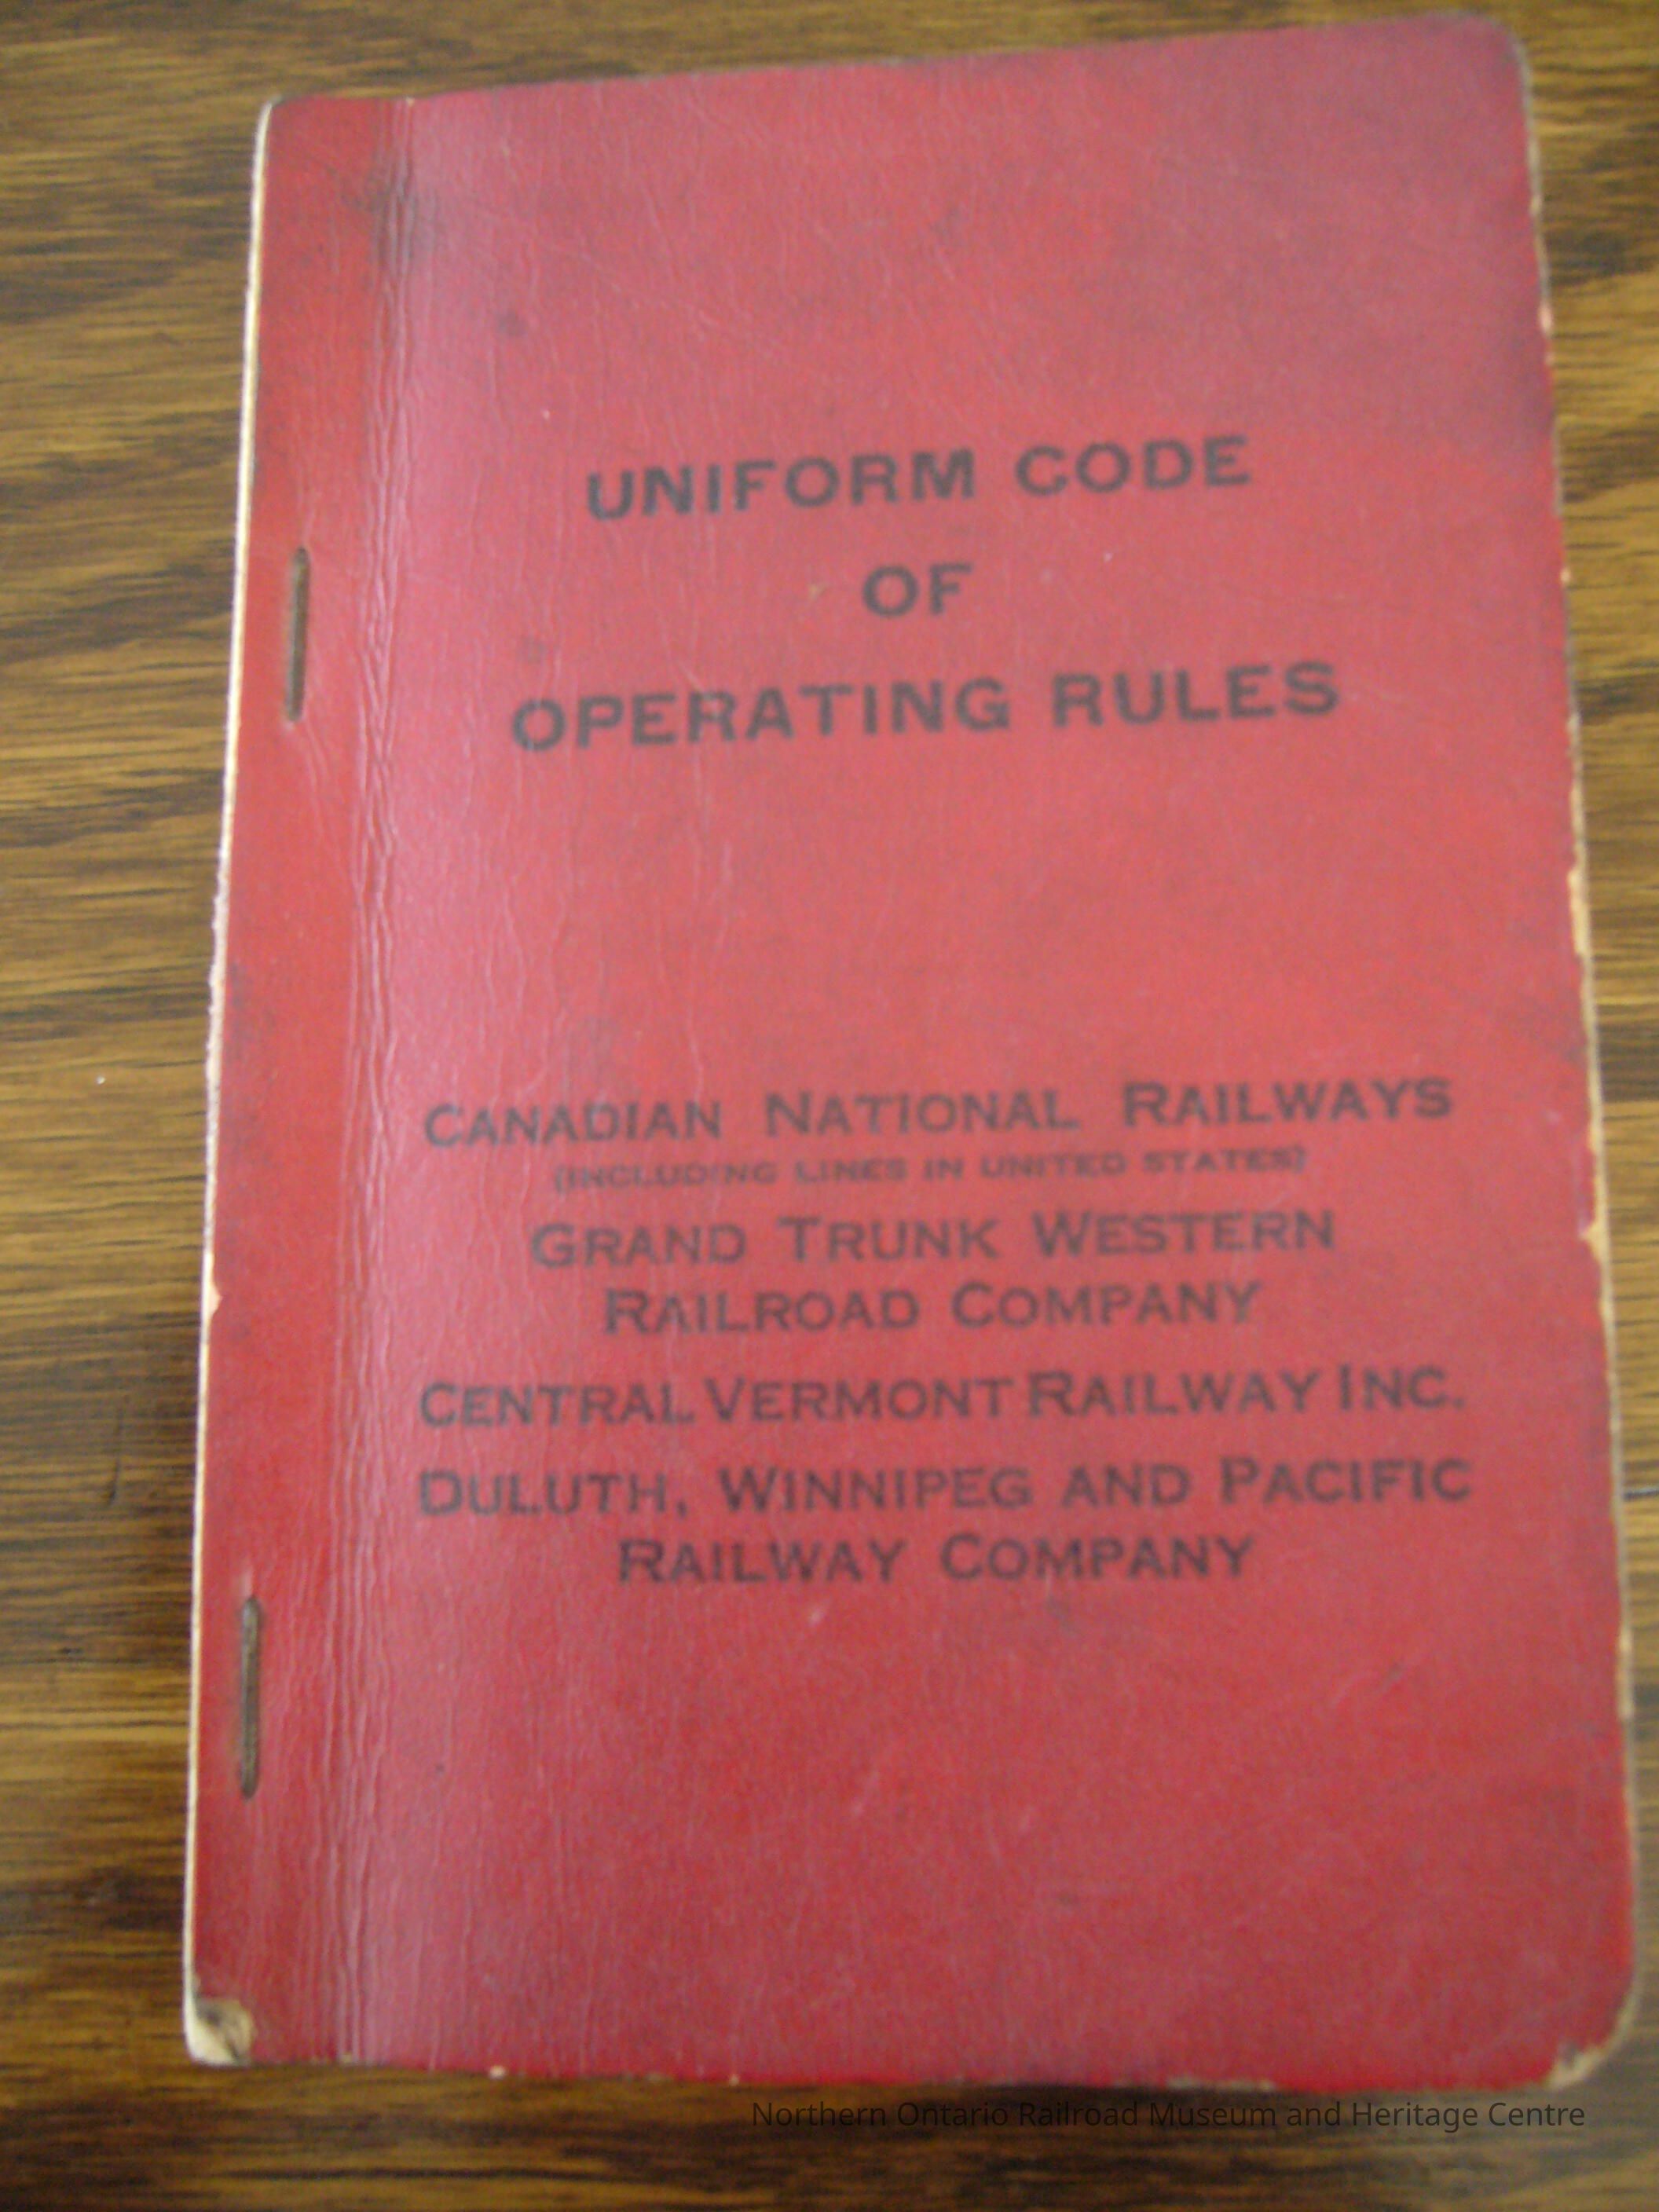 UNIFORM CODE
OF
OPERATING RULES
CANADIAN NATIONAL RAILWAYS
(INCLUDING LINES IN UNITED STATES)
GRAND TRUNK WESTERN
RAILROAD COMPANY
CENTRAL VERMONT RAILWAY INC.
DULUTH, WINNIPEG AND PACIFIC
RAILWAY COMPANY
Northern Ontario Railroad Museum and Heritage Centre